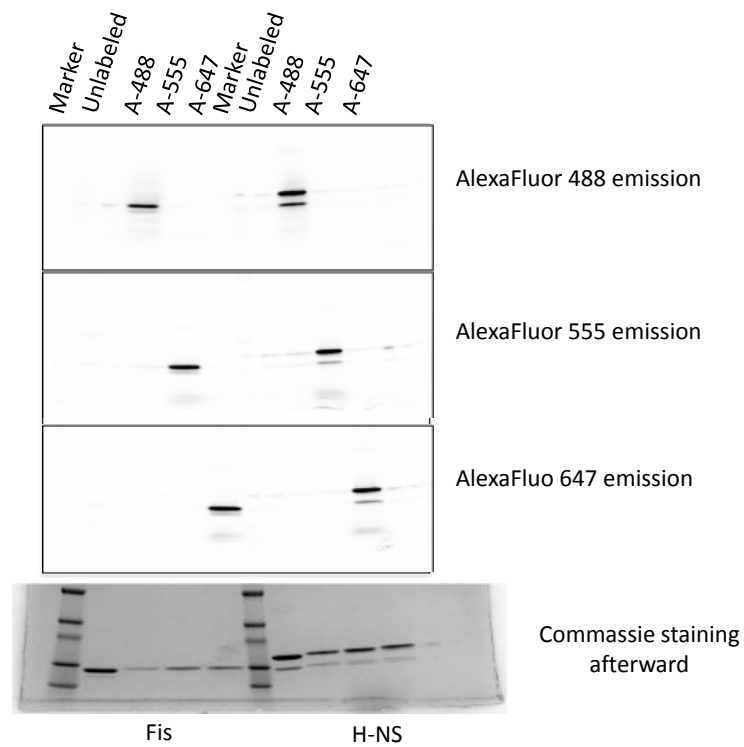 Marker
Unlabeled
A-488
A-555
A-647
Marker
Unlabeled
A-488
A-555
A-647
AlexaFluor 488 emission
AlexaFluor 555 emission
AlexaFluo 647 emission
Commassie staining
afterward
Fis
H-NS